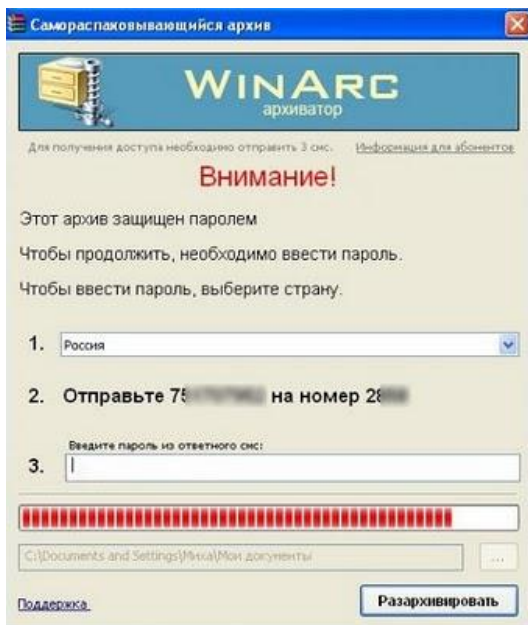 Самораспаковывающийся архив
WINARC
архиватор
Для получения доступа необходимо отправить 3 смс. Информация для абонентов
Внимание!
Этот архив защищен паролем
Чтобы продолжить, необходимо ввести пароль.
Чтобы ввести пароль, выберите страну.
1. Россия
2. Отправьте 75 на номер 28
Введите пароль из ответного смс:
3.
C:\Documents and Settings\Миха\Мои документы
...
Поддержка Разархивировать